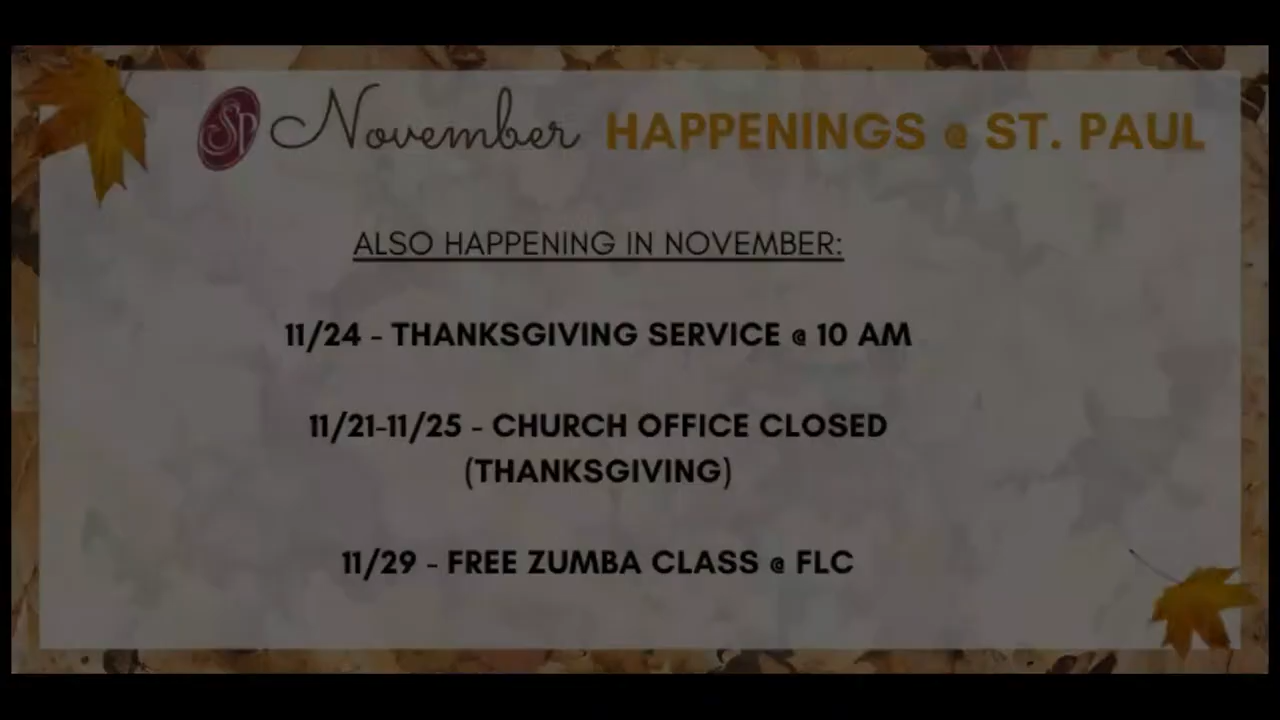 SP November HAPPENINGS @ ST. PAUL
ALSO HAPPENING IN NOVEMBER:
11/24 - THANKSGIVING SERVICE @ 10 AM
11/21-11/25 - CHURCH OFFICE CLOSED
(THANKSGIVING)
11/29 - FREE ZUMBA CLASS @ FLC